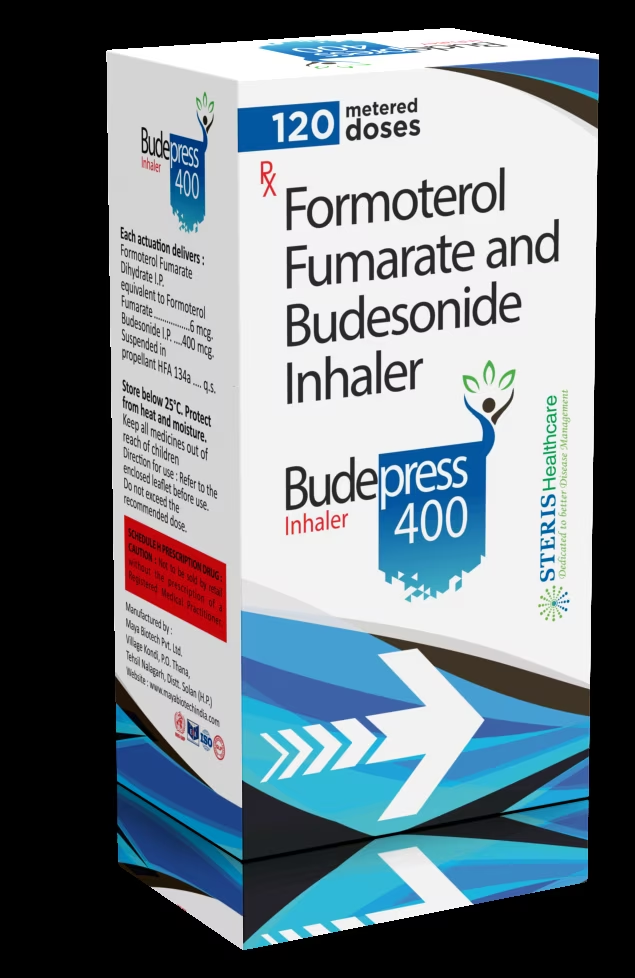 Budepress
400
Inhaler
Budepress
Inhaler
400
Each actuation delivers :
Formoterol Fumarate
Dihydrate I.P.
equivalent to Formoterol
Fumarate ..............6 mcg.
Budesonide I.P. ....400 mcg.
Suspended in
propellant HFA 134a .... q.s.
Store below 25°C. Protect
from heat and moisture.
Keep all medicines out of
reach of children
Direction for use : Refer to the
enclosed leaflet before use.
Do not exceed the
recommended dose.
SCHEDULE H PRESCRIPTION DRUG :
CAUTION : Not to be sold by retail
without the prescription of a
Registered Medical Practitioner.
Manufactured by :
Maya Biotech Pvt. Ltd.
Village Kondi, P.O. Thana,
Tehsil Nalagarh, Distt. Solan (H.P.)
Website : www.mayabiotechindia.com
ISO
120 metered
doses
Rx
Formoterol
Fumarate and
Budesonide
Inhaler
Budepress
Inhaler
400
STERIS Healthcare
Dedicated to better Disease Management